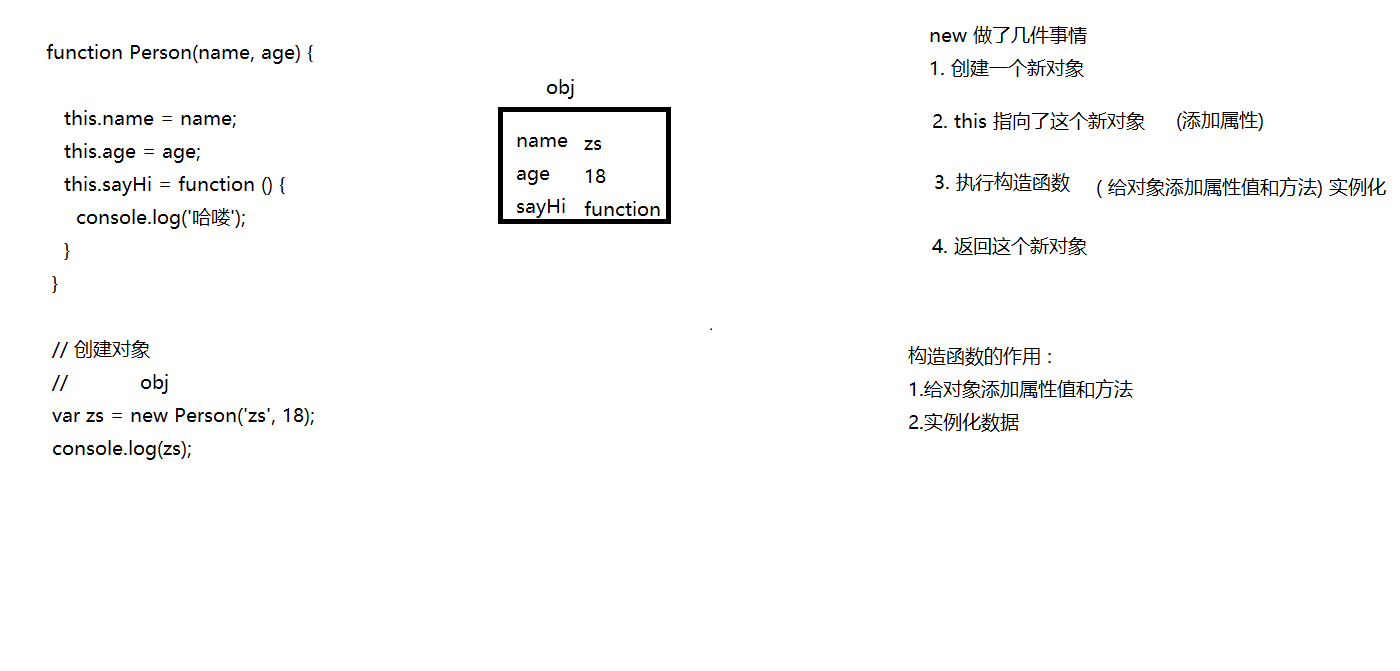 function Person(name, age) {
this.name = name;
this.age = age;
this.sayHi = function () {
console.log('哈喽');
}
}
// 创建对象
// obj
var zs = new Person('zs', 18);
console.log(zs);
obj
name zs
age 18
sayHi function
new 做了几件事情
1. 创建一个新对象
2. this 指向了这个新对象 (添加属性)
3. 执行构造函数 ( 给对象添加属性值和方法) 实例化
4. 返回这个新对象
构造函数的作用：
1.给对象添加属性值和方法
2.实例化数据